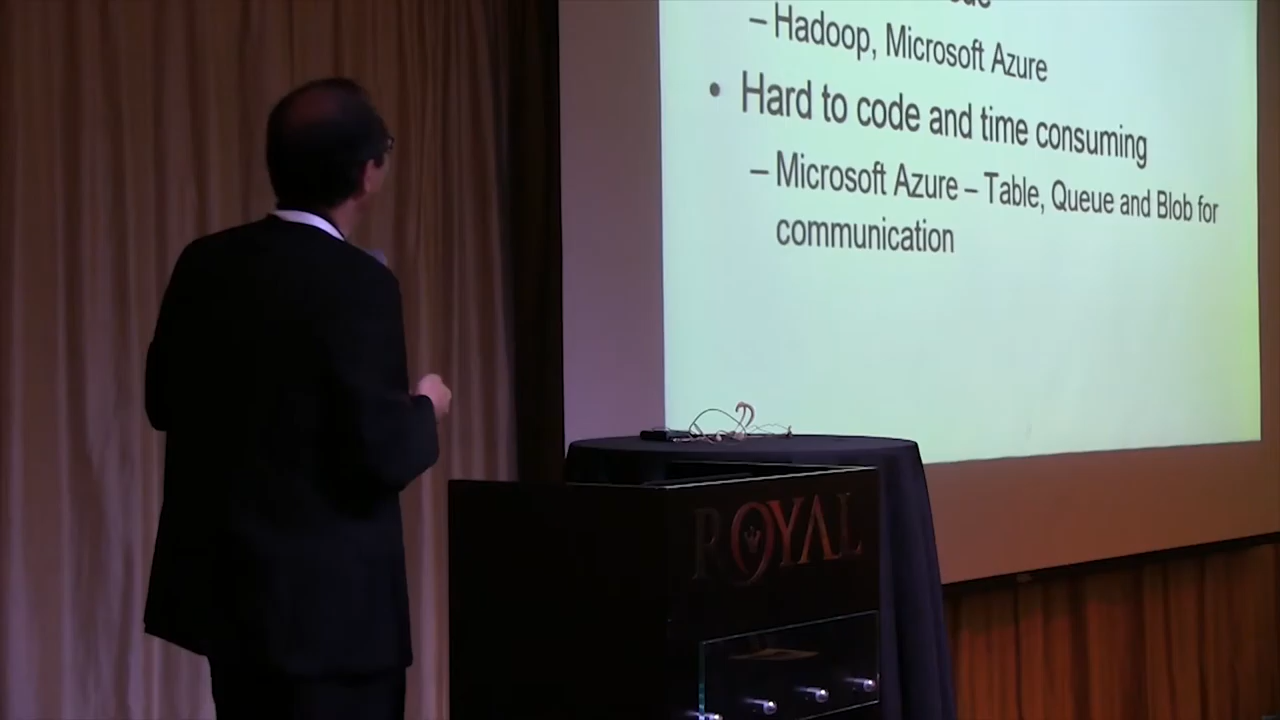 – Hadoop, Microsoft Azure
• Hard to code and time consuming
– Microsoft Azure – Table, Queue and Blob for
communication
ROYAL